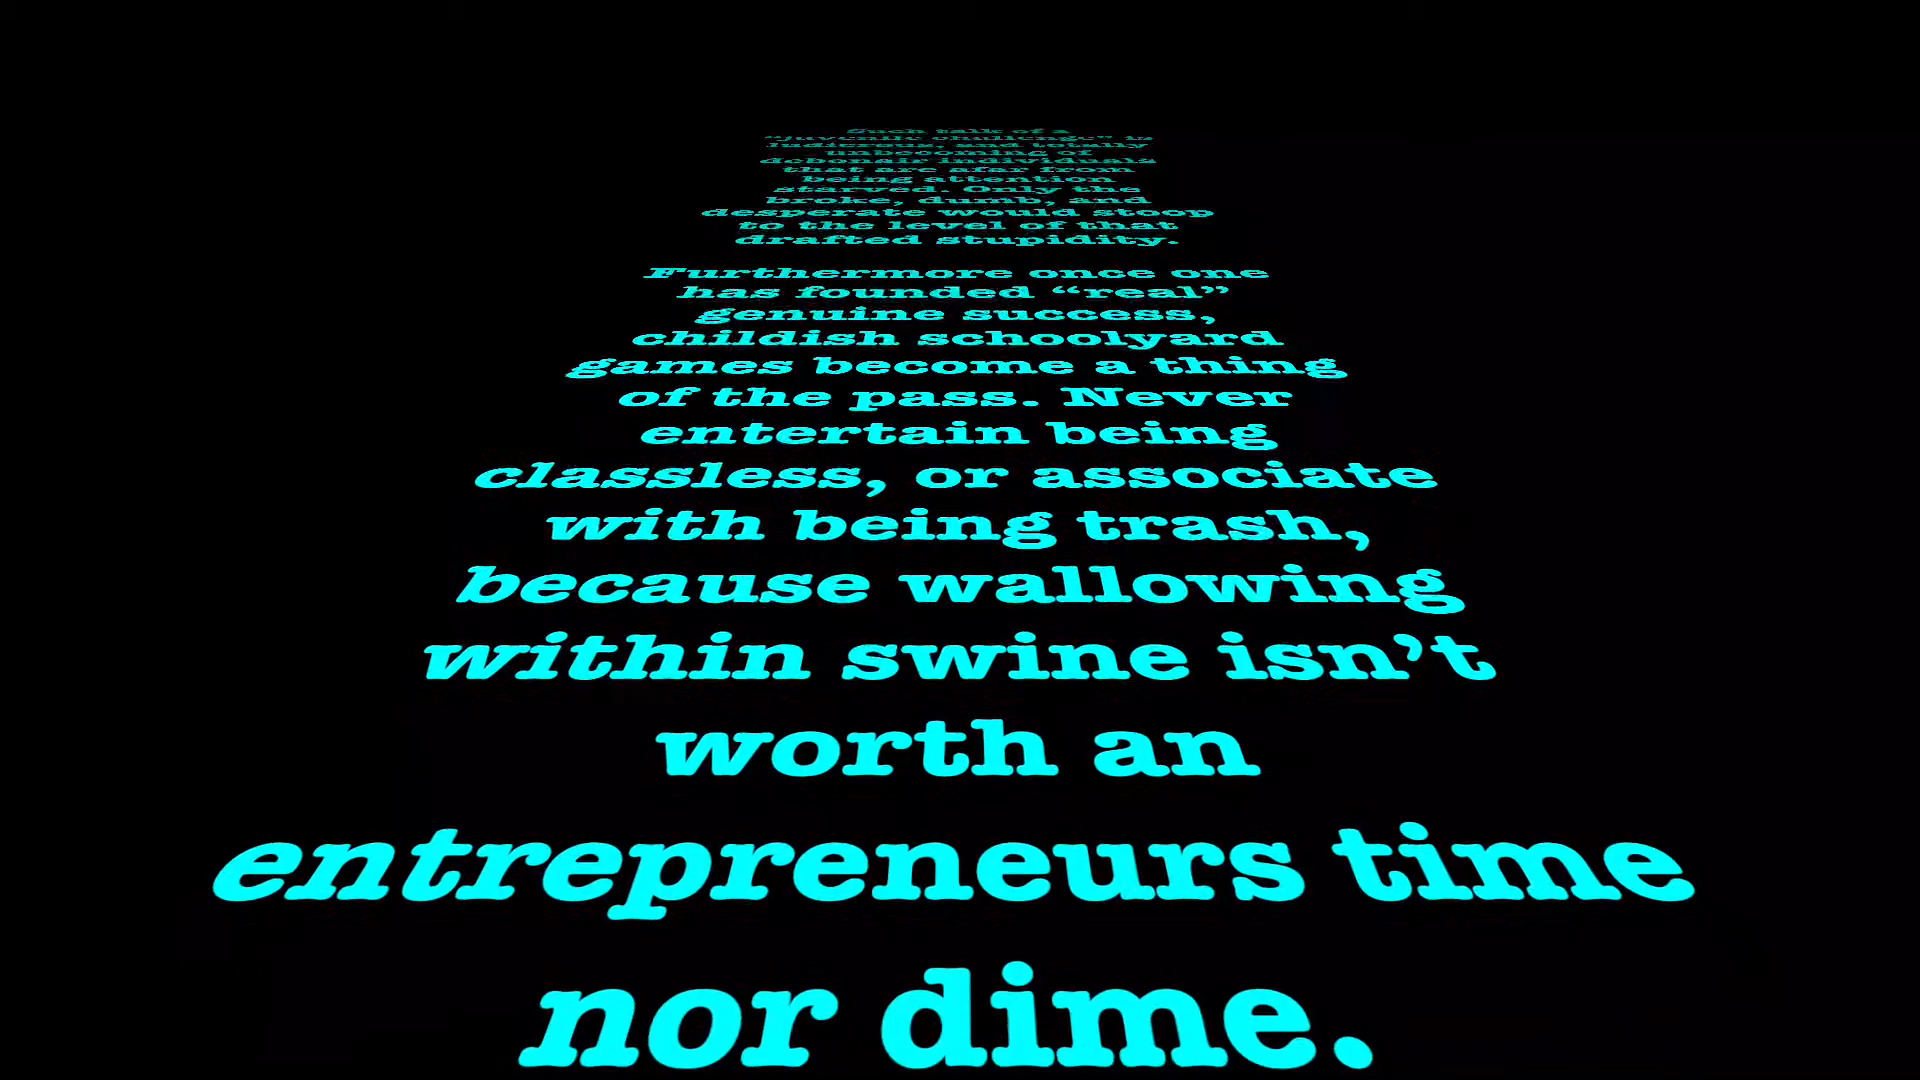 Such talk of a
“juvenile challenge” is
ludicrous, and totally
unbecoming of
debonair individuals
that are afar from
being attention
starved. Only the
broke, dumb, and
desperate would stoop
to the level of that
drafted stupidity.
Furthermore once one
has founded “real”
genuine success,
childish schoolyard
games become a thing
of the pass. Never
entertain being
classless, or associate
with being trash,
because wallowing
within swine isn’t
worth an
entrepreneurs time
nor dime.